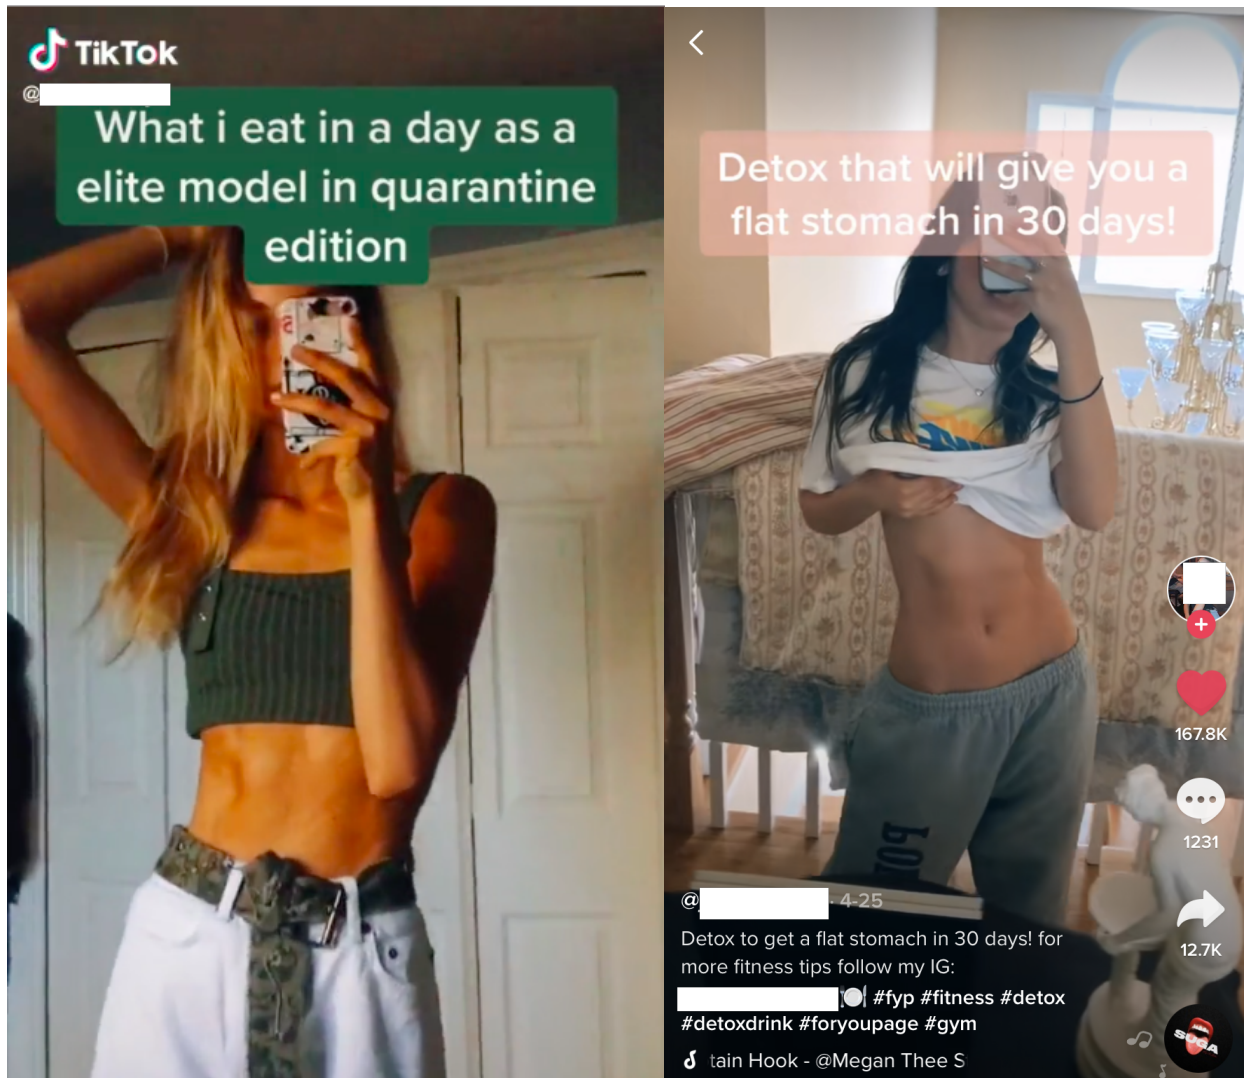 TikTok
@
What i eat in a day as a
elite model in quarantine
edition
Detox that will give you a
flat stomach in 30 days!
167.8K
1231
12.7K
@
· 4-25
Detox to get a flat stomach in 30 days! for
more fitness tips follow my IG:
#fyp #fitness #detox
#detoxdrink #foryoupage #gym
tain Hook - @Megan Thee S
SUGA